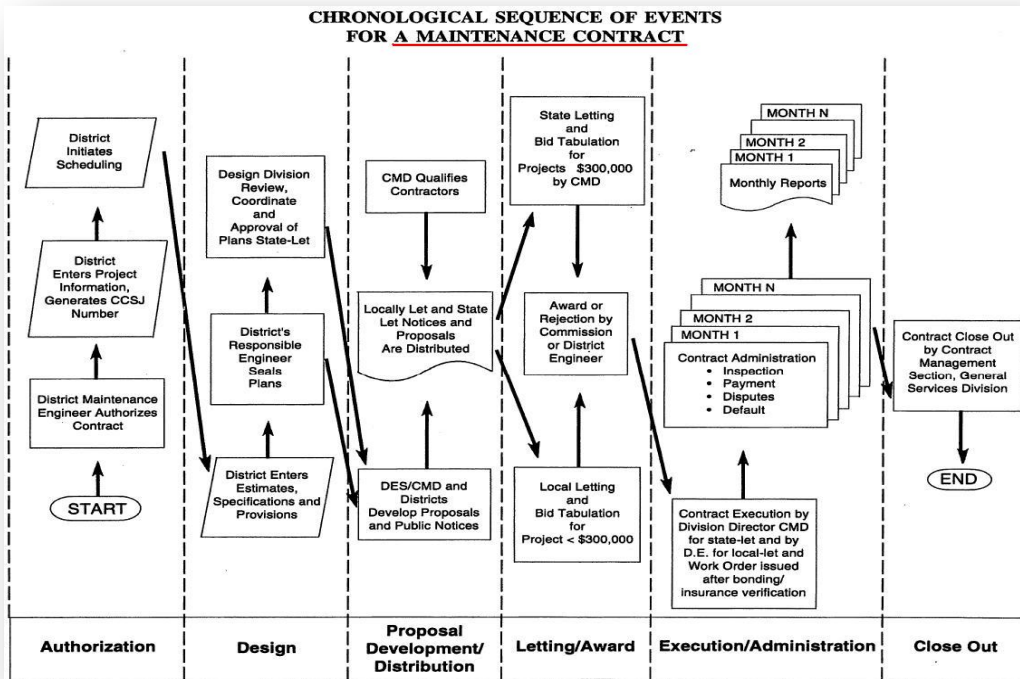 CHRONOLOGICAL SEQUENCE OF EVENTS
FOR A MAINTENANCE CONTRACT
District
Initiates
Scheduling
District
Enters Project
Information,
Generates CCSJ
Number
District Maintenance
Engineer Authorizes
Contract
START
Design Division
Review,
Coordinate
and
Approval of
Plans State-Let
District's
Responsible
Engineer
Seals
Plans
District Enters
Estimates,
Specifications and
Provisions
CMD Qualifies
Contractors
Locally Let and State
Let Notices and
Proposals
Are Distributed
DES/CMD and
Districts
Develop Proposals
and Public Notices
State Letting
and
Bid Tabulation
for
Projects $300,000
by CMD
Award or
Rejection by
Commission
or District
Engineer
Local Letting
and
Bid Tabulation
for
Project < $300,000
MONTH N
MONTH 2
MONTH 1
Monthly Reports
MONTH N
MONTH 2
MONTH 1
Contract Administration
• Inspection
• Payment
• Disputes
• Default
Contract Execution by
Division Director CMD
for state-let and by
D.E. for local-let and
Work Order issued
after bonding/
insurance verification
Contract Close Out
by Contract
Management
Section, General
Services Division
END
Authorization
Design
Proposal
Development/
Distribution
Letting/Award
Execution/Administration
Close Out